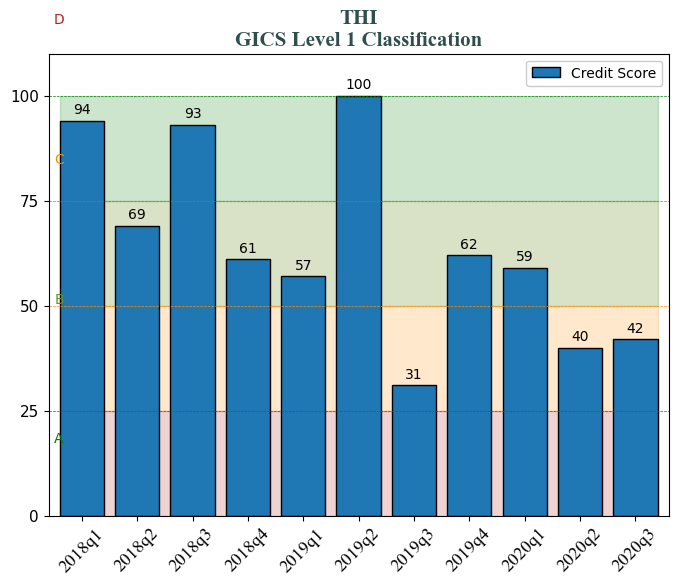 D
THI
GICS Level 1 Classification
Credit Score
100
75
50
25
0
C
B
A
94
69
93
61
57
100
31
62
59
40
42
2018q1
2018q2
2018q3
2018q4
2019q1
2019q2
2019q3
2019q4
2020q1
2020q2
2020q3